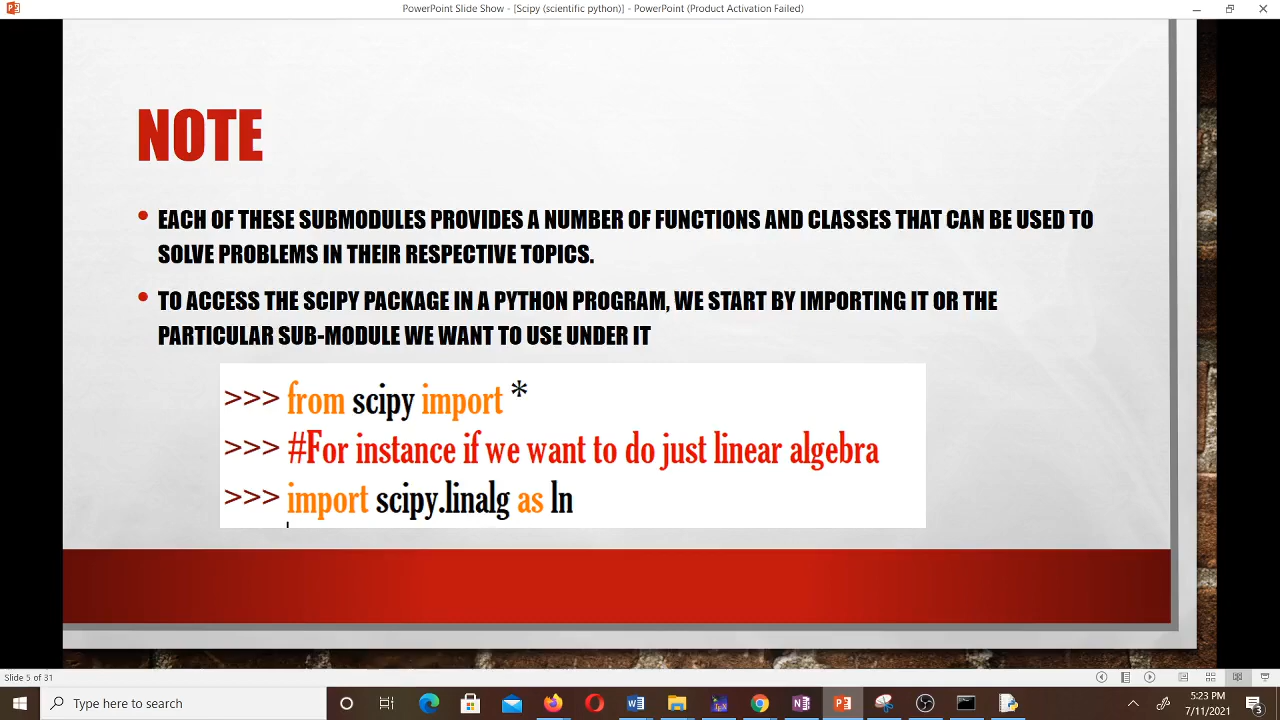 PowerPoint Slide Show - [Scipy (scientific python)] - PowerPoint (Product Activation Failed)
NOTE
• EACH OF THESE SUBMODULES PROVIDES A NUMBER OF FUNCTIONS AND CLASSES THAT CAN BE USED TO
SOLVE PROBLEMS IN THEIR RESPECTIVE TOPICS.
• TO ACCESS THE SCIPY PACKAGE IN A PYTHON PROGRAM, WE START BY IMPORTING IT OR THE
PARTICULAR SUB-MODULE WE WANT TO USE UNDER IT
>>> from scipy import *
>>> #For instance if we want to do just linear algebra
>>> import scipy.linalg as ln
Slide 5 of 31
Type here to search
5:23 PM
7/11/2021
3